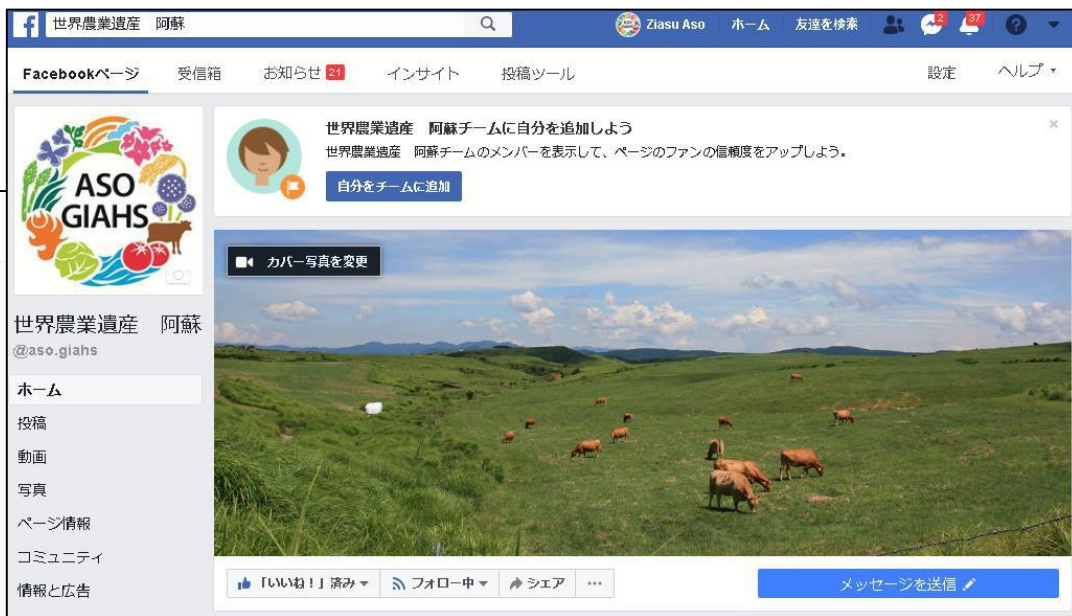 世界農業遺産　阿蘇
Ziasu Aso ホーム 友達を検索 2 37
Facebookページ 受信箱 お知らせ 21 インサイト 投稿ツール 設定 ヘルプ
ASO
GIAHS
世界農業遺産　阿蘇チームに自分を追加しよう
世界農業遺産　阿蘇チームのメンバーを表示して、ページのファンの信頼度をアップしよう。
自分をチームに追加
カバー写真を変更
世界農業遺産　阿蘇
@aso.giahs
ホーム
投稿
動画
写真
ページ情報
コミュニティ
情報と広告
「いいね！」済み フォロー中 シェア ... メッセージを送信